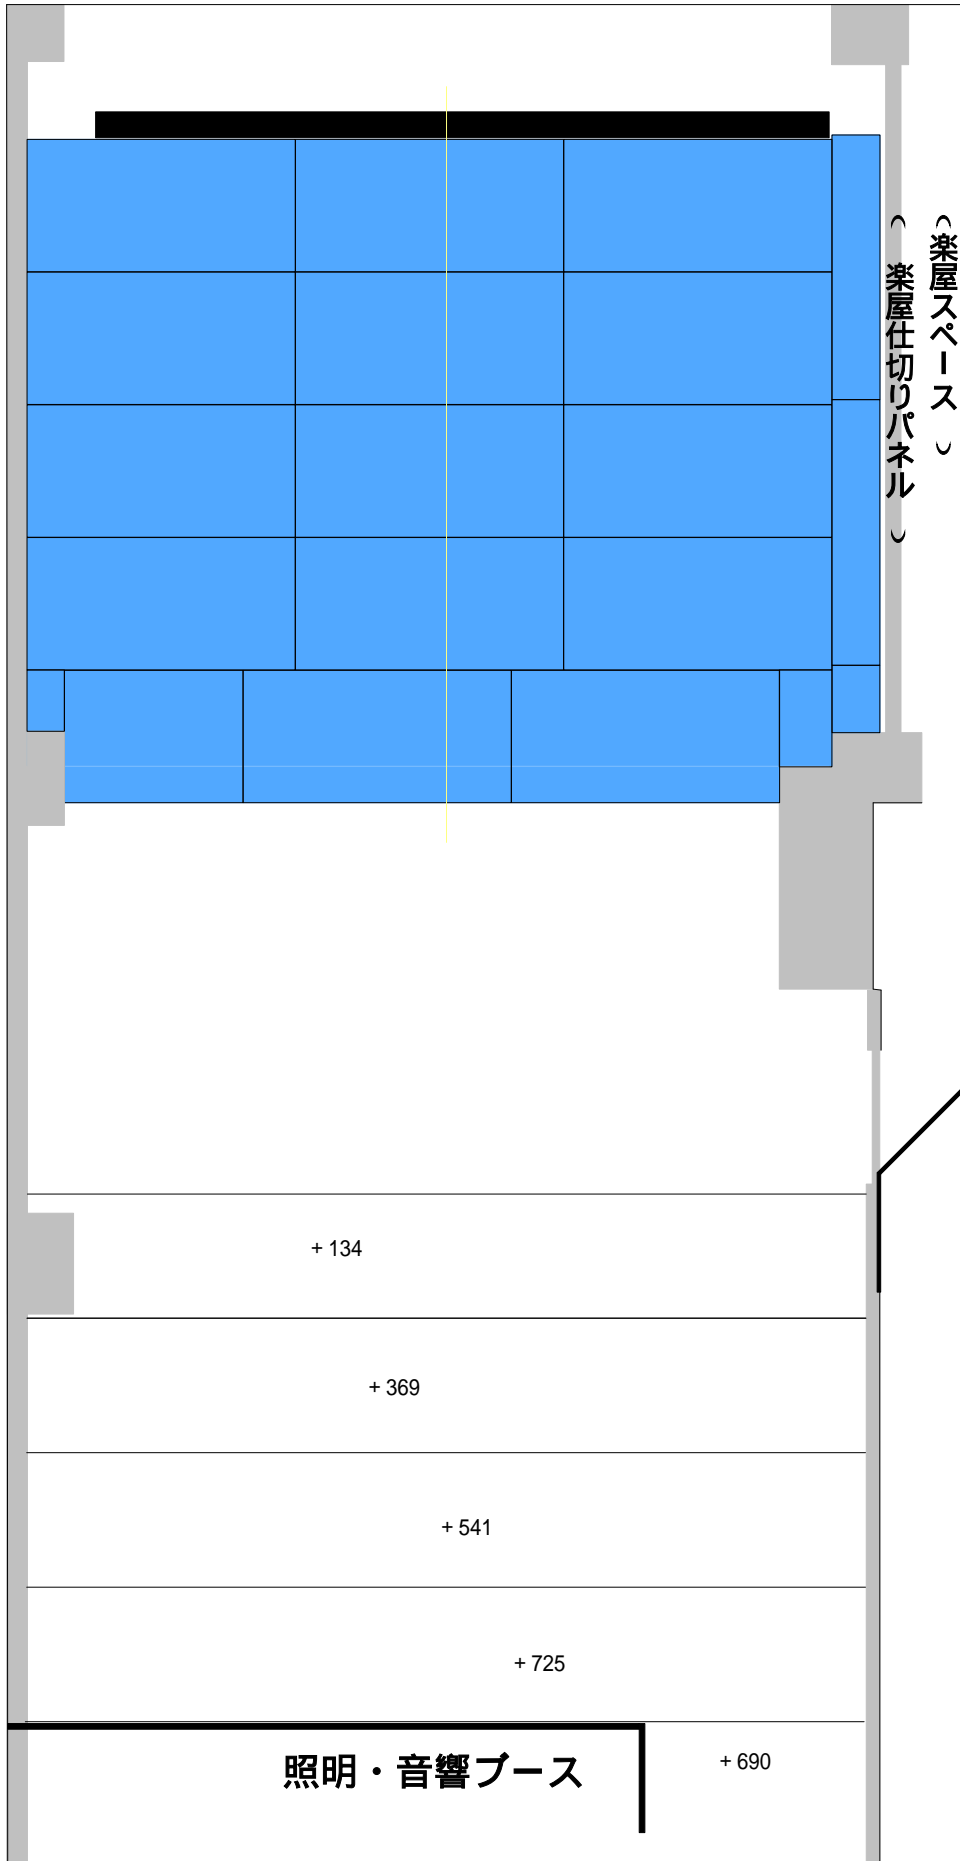 （楽屋スペース ）
（ 楽屋仕切りパネル ）
+ 134
+ 369
+ 541
+ 725
照明・音響ブース
+ 690